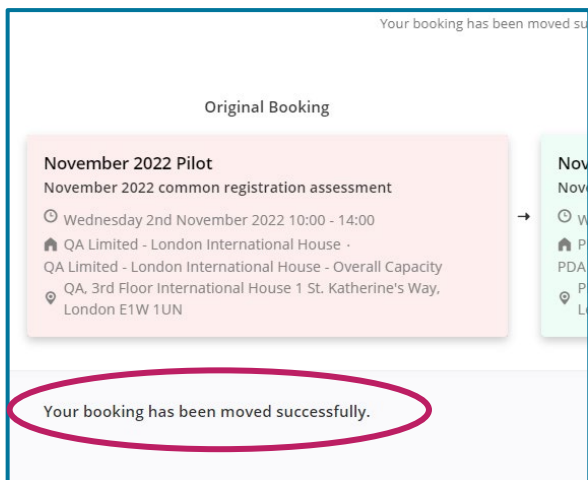 Your booking has been moved su
Original Booking
November 2022 Pilot
November 2022 common registration assessment
Wednesday 2nd November 2022 10:00 - 14:00
QA Limited - London International House ·
QA Limited - London International House - Overall Capacity
QA, 3rd Floor International House 1 St. Katherine's Way,
London E1W 1UN
→
Nov
Nove
W
P
PDA
P
Lo
Your booking has been moved successfully.